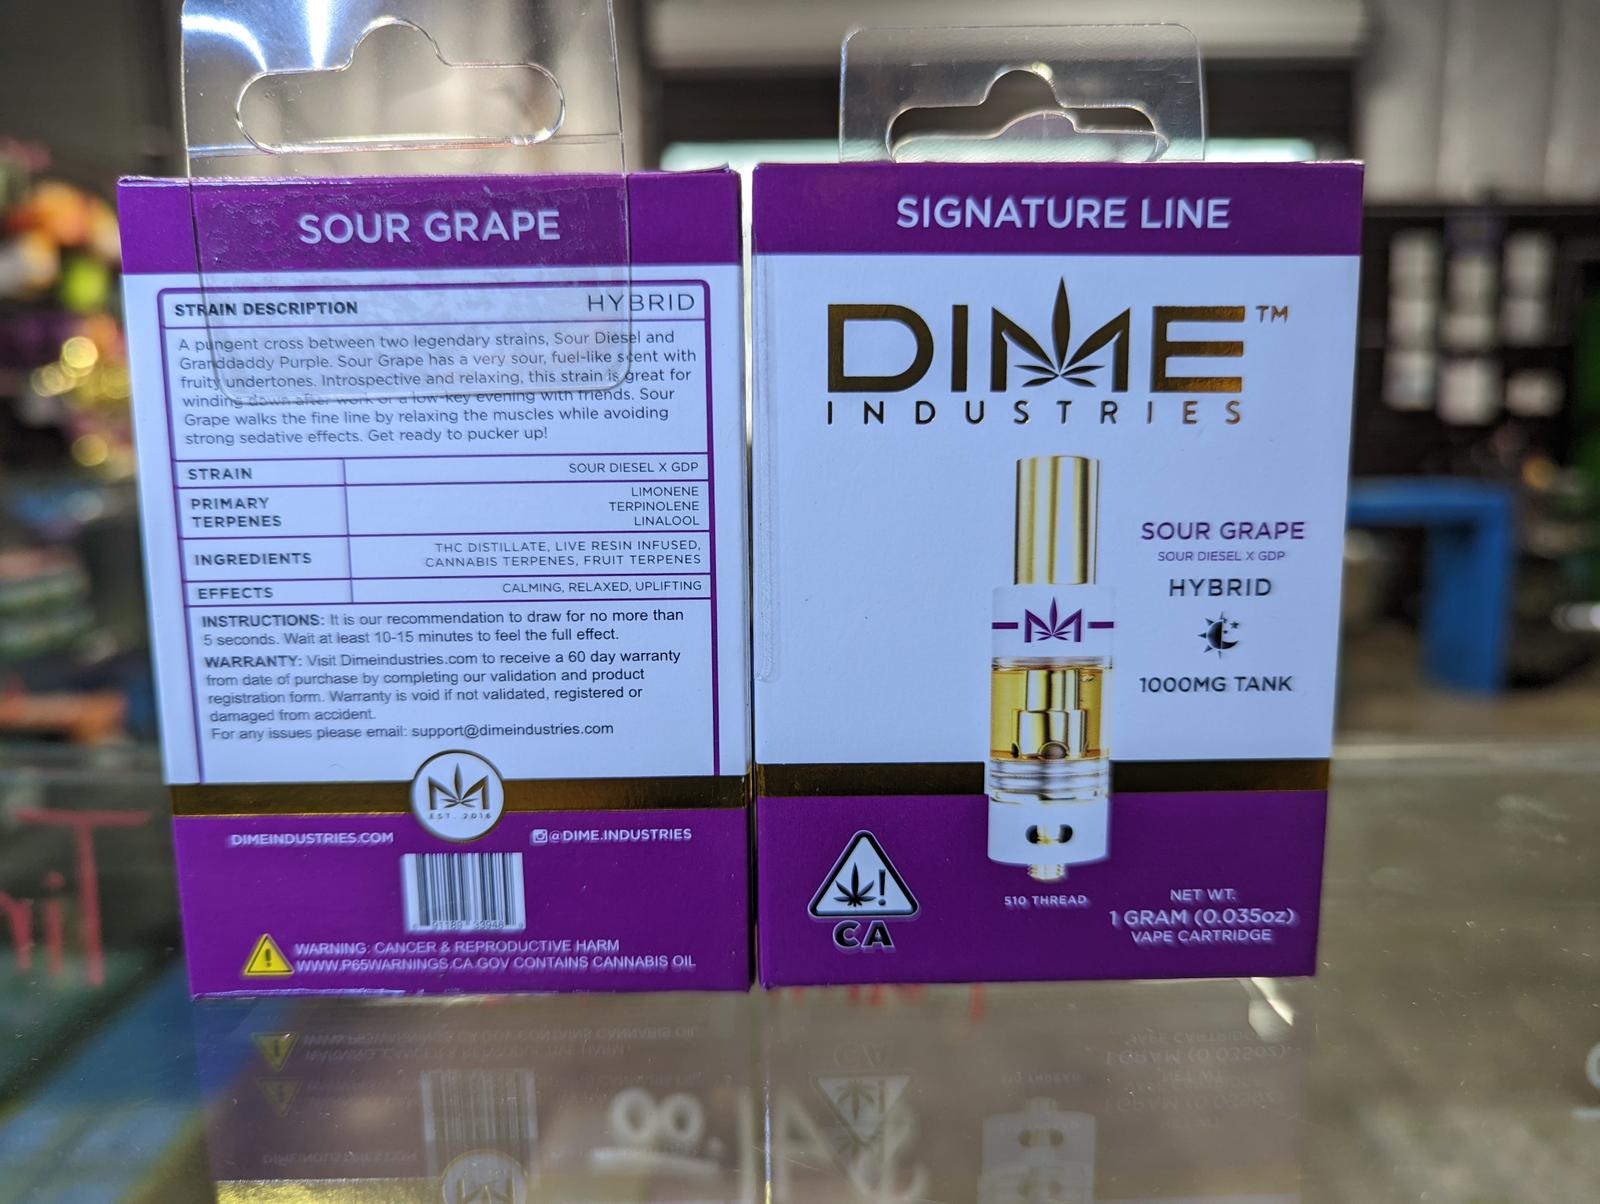 SOUR GRAPE
STRAIN DESCRIPTION HYBRID
A pungent cross between two legendary strains, Sour Diesel and
Granddaddy Purple. Sour Grape has a very sour, fuel-like scent with
fruity undertones. Introspective and relaxing, this strain is great for
winding down after work or a low-key evening with friends. Sour
Grape walks the fine line by relaxing the muscles while avoiding
strong sedative effects. Get ready to pucker up!
STRAIN SOUR DIESEL X GDP
PRIMARY TERPENES LIMONENE
TERPINOLENE
LINALOOL
INGREDIENTS THC DISTILLATE, LIVE RESIN INFUSED,
CANNABIS TERPENES, FRUIT TERPENES
EFFECTS CALMING, RELAXED, UPLIFTING
INSTRUCTIONS: It is our recommendation to draw for no more than
5 seconds. Wait at least 10-15 minutes to feel the full effect.
WARRANTY: Visit Dimeindustries.com to receive a 60 day warranty
from date of purchase by completing our validation and product
registration form. Warranty is void if not validated, registered or
damaged from accident.
For any issues please email: support@dimeindustries.com
EST. 2016
DIMEINDUSTRIES.COM @DIME.INDUSTRIES
WARNING: CANCER & REPRODUCTIVE HARM
WWW.P65WARNINGS.CA.GOV CONTAINS CANNABIS OIL
SIGNATURE LINE
DIME™
INDUSTRIES
SOUR GRAPE
SOUR DIESEL X GDP
HYBRID
1000MG TANK
CA
510 THREAD
NET WT.
1 GRAM (0.035oz)
VAPE CARTRIDGE